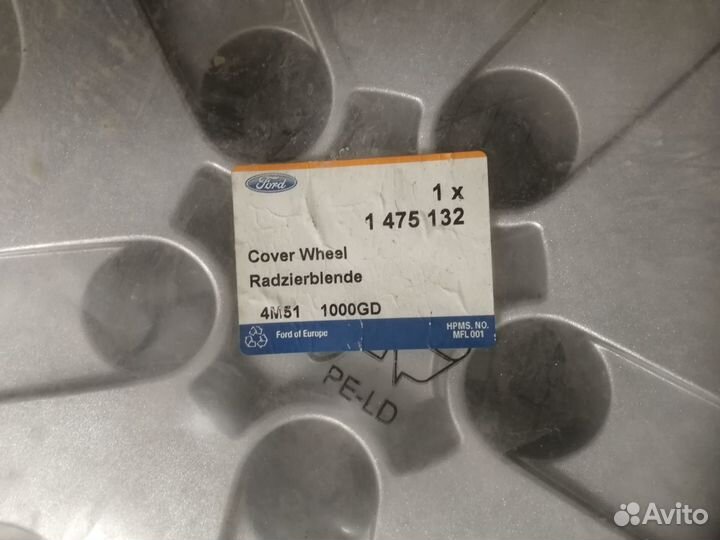 Ford
1 x
1 475 132
Cover Wheel
Radzierblende
4M51 1000GD
Ford of Europe
HPMS. NO.
MFL 001
PE-LD
Avito